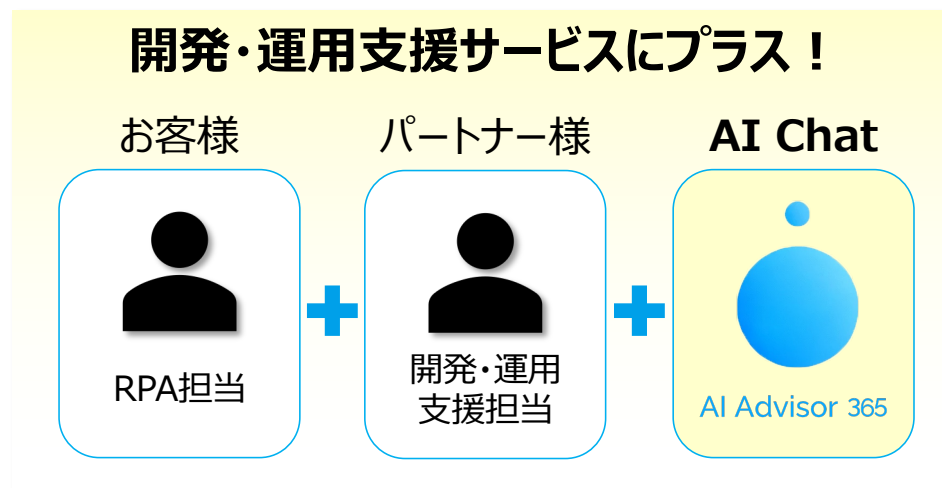 開発・運用支援サービスにプラス！
お客様
パートナー様
AI Chat
RPA担当
開発・運用
支援担当
AI Advisor 365